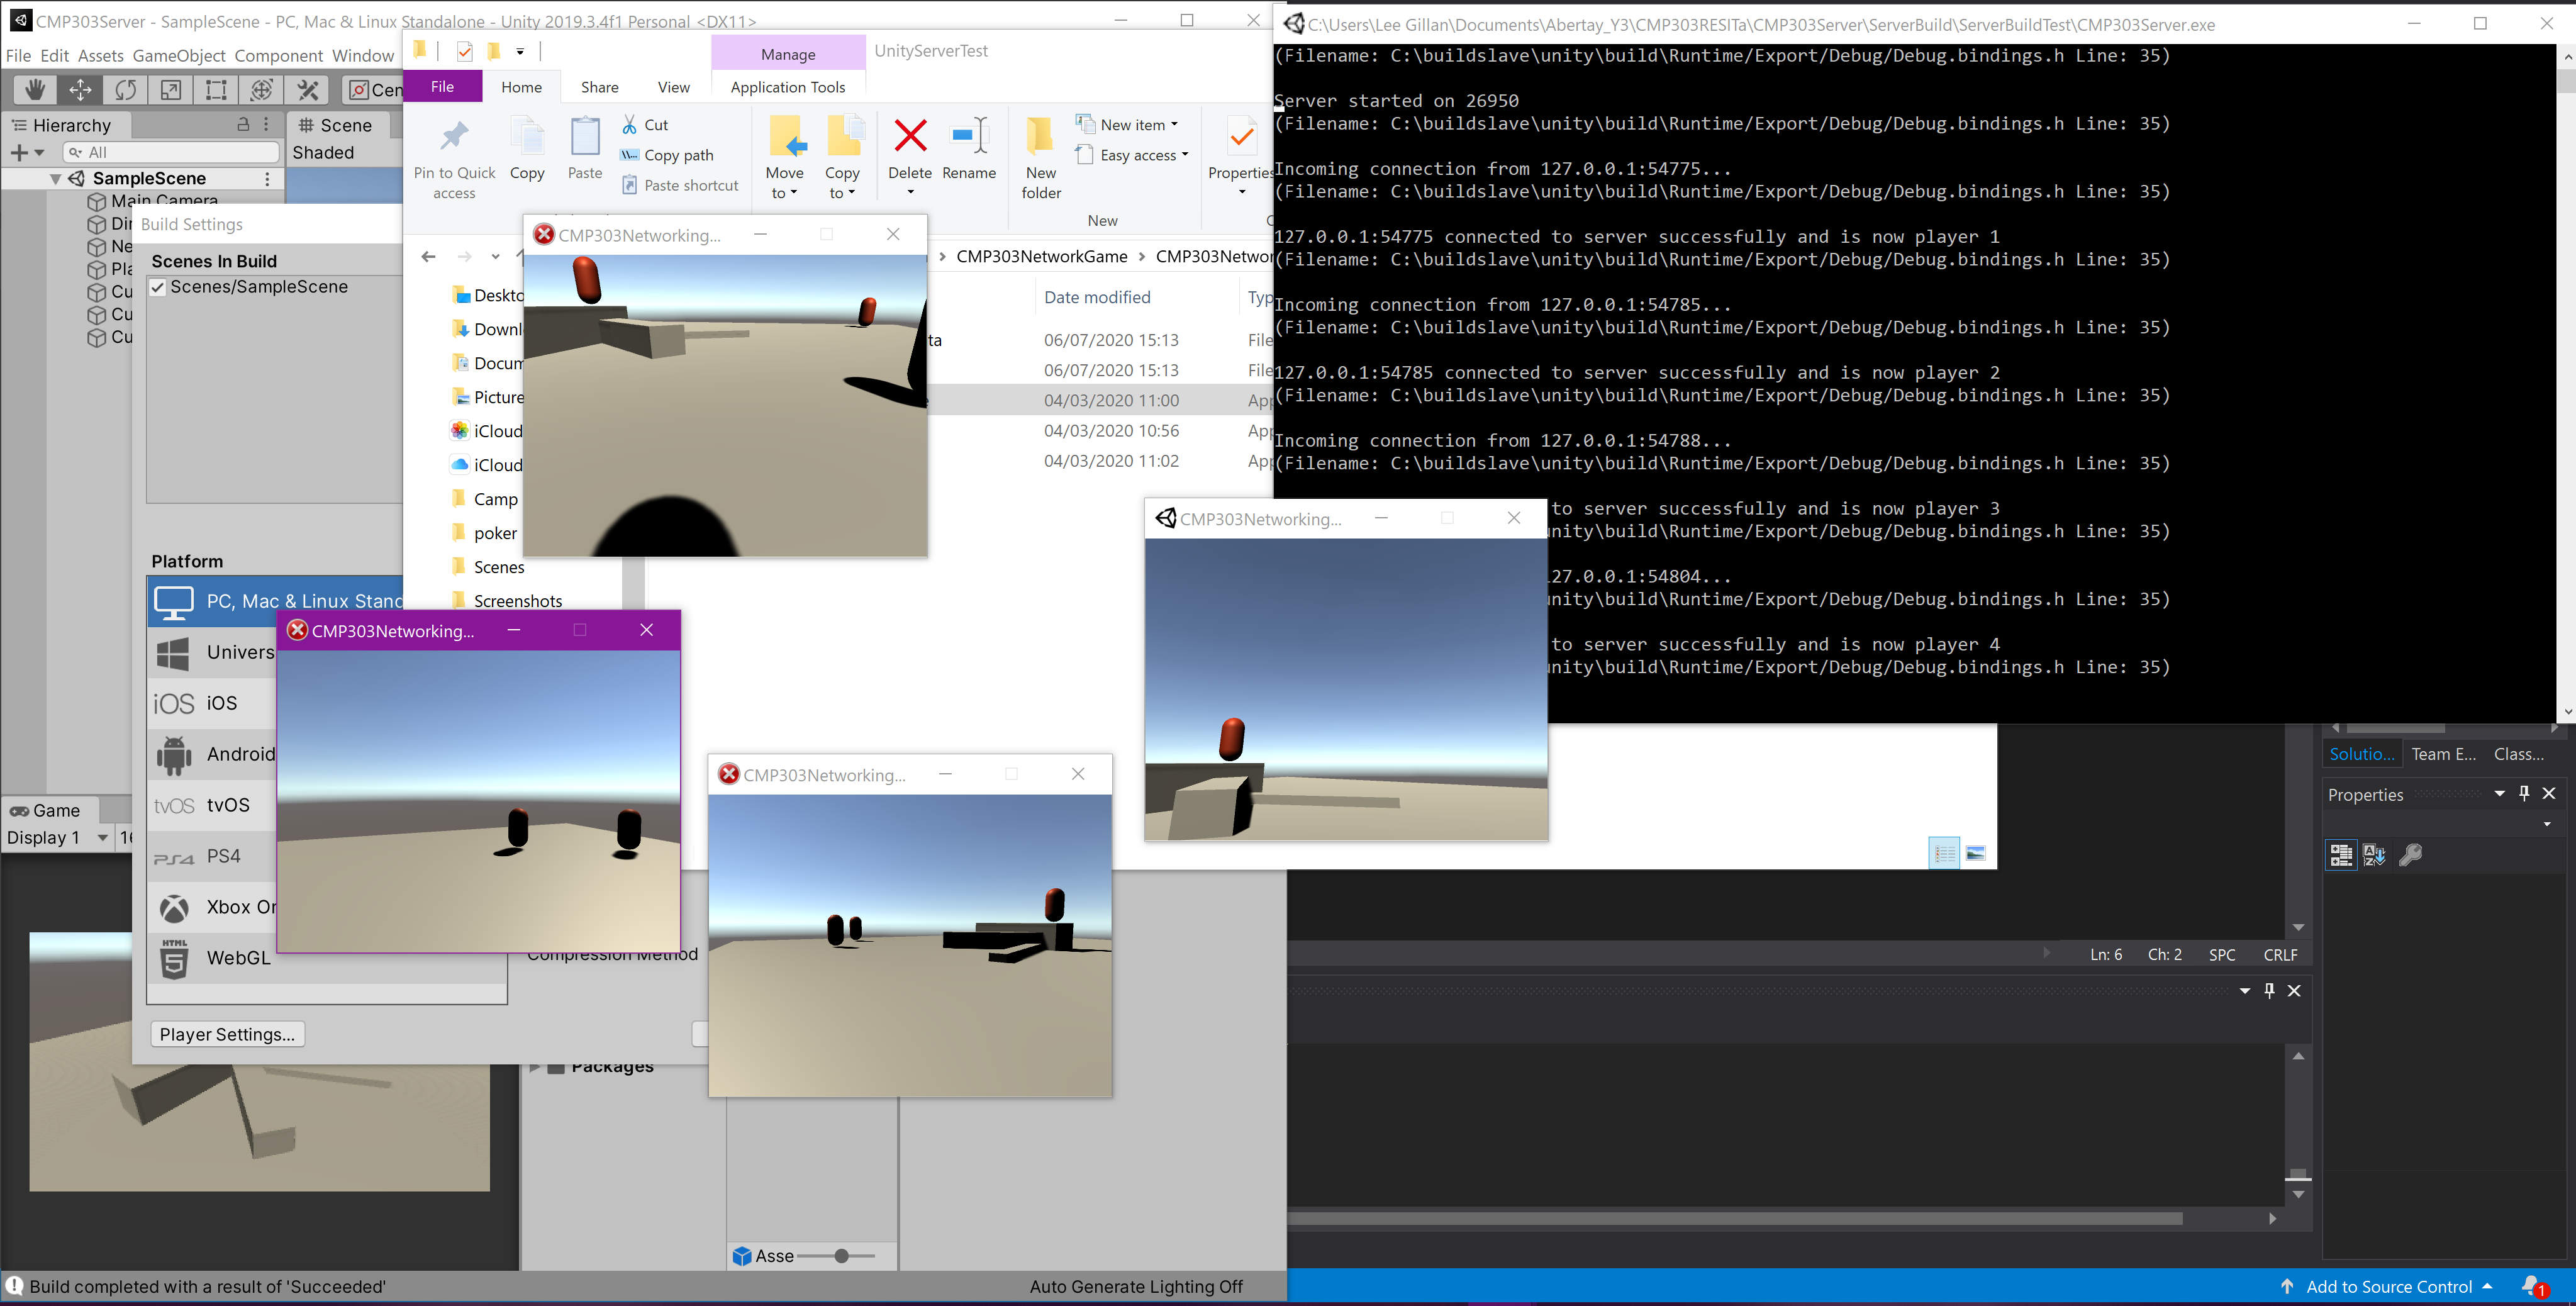 CMP303Server - SampleScene - PC, Mac & Linux Standalone - Unity 2019.3.4f1 Personal <DX11>
File Edit Assets GameObject Component Window
Cen
Hierarchy
All
Scene
Shaded
SampleScene
Main Camera
Di
Ne
Pla
Cu
Cu
Cu
Build Settings
Scenes In Build
Scenes/SampleScene
Platform
PC, Mac & Linux Stand
Univers
iOS iOS
Android
tvOS tvOS
PS4 PS4
Xbox Or
HTML
5
WebGL
Player Settings...
Compression Method
Game
Display 1
16
Packages
Asse
Build completed with a result of 'Succeeded'
Auto Generate Lighting Off
Manage
UnityServerTest
File
Home
Share
View
Application Tools
Pin to Quick
access
Copy
Paste
Cut
Copy path
Paste shortcut
Move
to
Copy
to
Delete
Rename
New
folder
New item
Easy access
New
Properties
CMP303NetworkGame
CMP303Networ
Date modified
Typ
ta
06/07/2020 15:13
File
06/07/2020 15:13
File
04/03/2020 11:00
App
04/03/2020 10:56
App
04/03/2020 11:02
App
Deskto
Downl
Docum
Picture
iCloud
iCloud
Camp
poker
Scenes
Screenshots
CMP303Networking...
CMP303Networking...
CMP303Networking...
CMP303Networking...
C:\Users\Lee Gillan\Documents\Abertay_Y3\CMP303RESITa\CMP303Server\ServerBuild\ServerBuildTest\CMP303Server.exe
(Filename: C:\buildslave\unity\build\Runtime/Export/Debug/Debug.bindings.h Line: 35)
Server started on 26950
(Filename: C:\buildslave\unity\build\Runtime/Export/Debug/Debug.bindings.h Line: 35)
Incoming connection from 127.0.0.1:54775...
(Filename: C:\buildslave\unity\build\Runtime/Export/Debug/Debug.bindings.h Line: 35)
127.0.0.1:54775 connected to server successfully and is now player 1
(Filename: C:\buildslave\unity\build\Runtime/Export/Debug/Debug.bindings.h Line: 35)
Incoming connection from 127.0.0.1:54785...
(Filename: C:\buildslave\unity\build\Runtime/Export/Debug/Debug.bindings.h Line: 35)
127.0.0.1:54785 connected to server successfully and is now player 2
(Filename: C:\buildslave\unity\build\Runtime/Export/Debug/Debug.bindings.h Line: 35)
Incoming connection from 127.0.0.1:54788...
(Filename: C:\buildslave\unity\build\Runtime/Export/Debug/Debug.bindings.h Line: 35)
to server successfully and is now player 3
unity\build\Runtime/Export/Debug/Debug.bindings.h Line: 35)
127.0.0.1:54804...
unity\build\Runtime/Export/Debug/Debug.bindings.h Line: 35)
to server successfully and is now player 4
unity\build\Runtime/Export/Debug/Debug.bindings.h Line: 35)
Solutio...
Team E...
Class...
Properties
Ln: 6
Ch: 2
SPC
CRLF
Add to Source Control
1